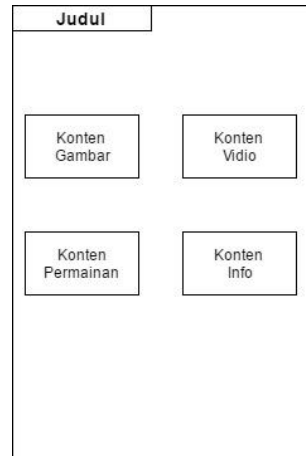 Judul
Konten
Gambar
Konten
Vidio
Konten
Permainan
Konten
Info